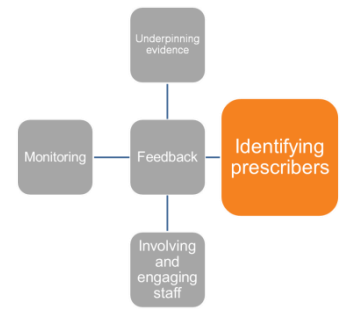 Underpinning
evidence
Monitoring
Feedback
Identifying
prescribers
Involving
and
engaging
staff